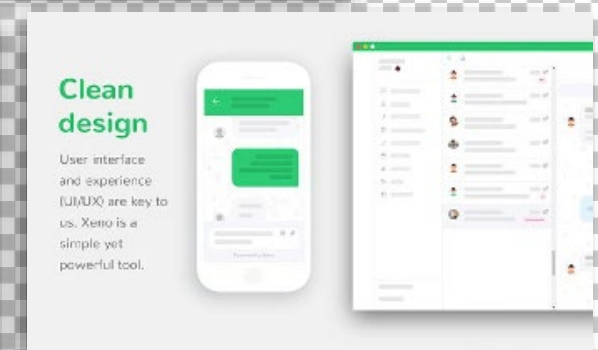 Clean
design
User interface
and experience
(UI/UX) are key to
us. Xeno is a
simple yet
powerful tool.